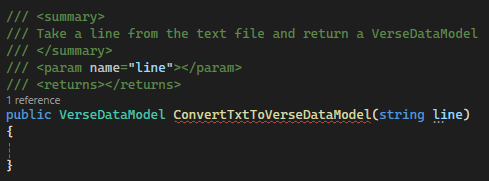 /// <summary>
/// Take a line from the text file and return a VerseDataModel
/// </summary>
/// <param name="line"></param>
/// <returns></returns>
1 reference
public VerseDataModel ConvertTxtToVerseDataModel(string line)
{
}